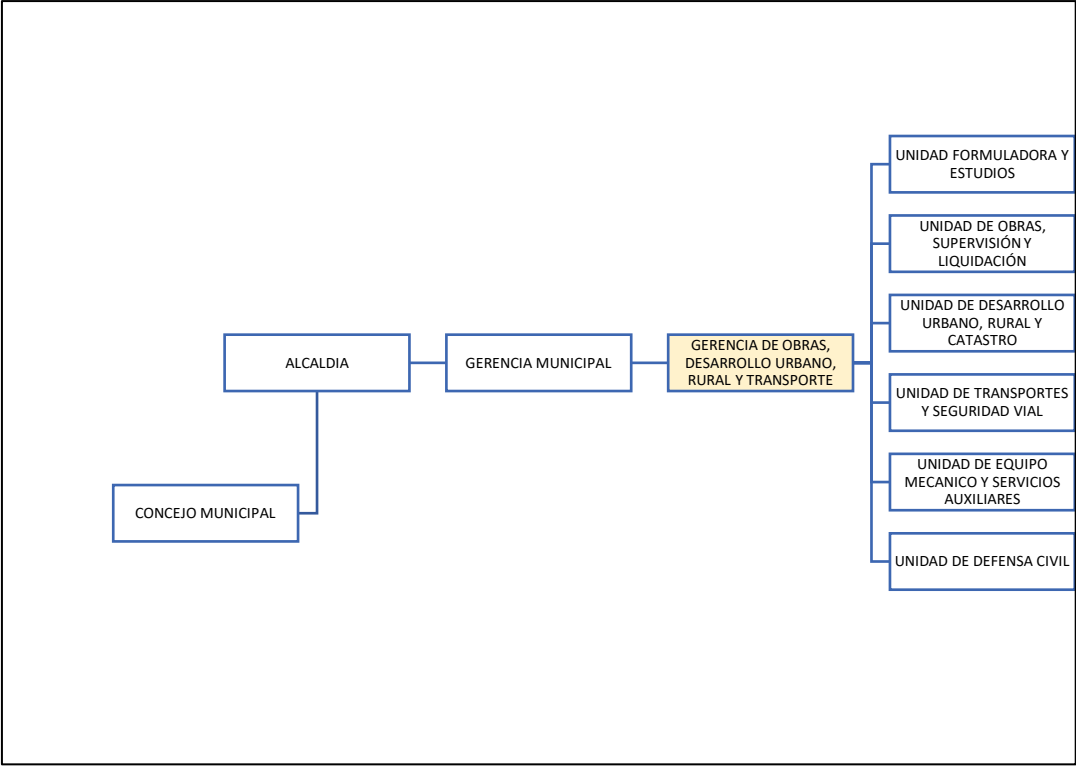 UNIDAD FORMULADORA Y
ESTUDIOS
UNIDAD DE OBRAS,
SUPERVISIÓN Y
LIQUIDACIÓN
UNIDAD DE DESARROLLO
URBANO, RURAL Y
CATASTRO
ALCALDIA
GERENCIA MUNICIPAL
GERENCIA DE OBRAS,
DESARROLLO URBANO,
RURAL Y TRANSPORTE
UNIDAD DE TRANSPORTES
Y SEGURIDAD VIAL
UNIDAD DE EQUIPO
MECANICO Y SERVICIOS
AUXILIARES
CONCEJO MUNICIPAL
UNIDAD DE DEFENSA CIVIL